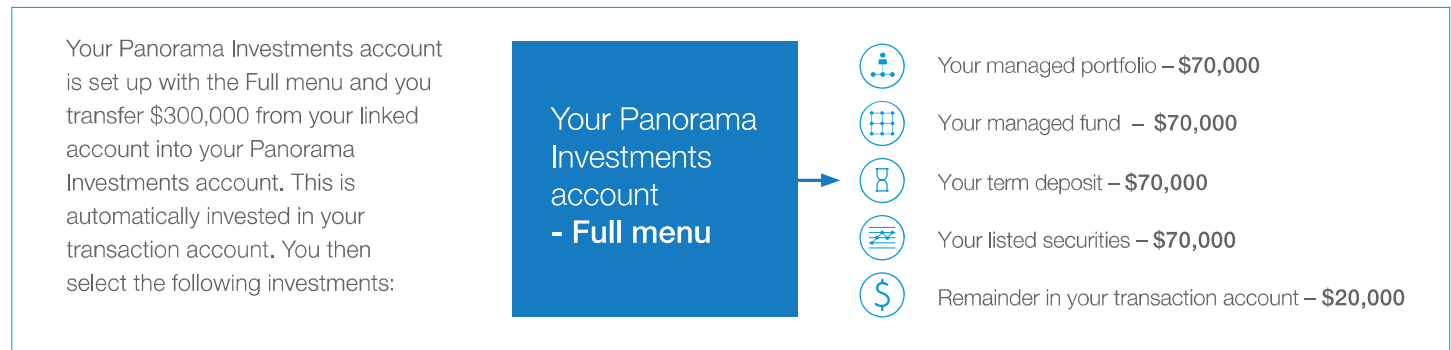 Your Panorama Investments account
is set up with the Full menu and you
transfer $300,000 from your linked
account into your Panorama
Investments account. This is
automatically invested in your
transaction account. You then
select the following investments:
Your Panorama
Investments
account
- Full menu
Your managed portfolio – $70,000
Your managed fund – $70,000
Your term deposit – $70,000
Your listed securities – $70,000
$
Remainder in your transaction account – $20,000